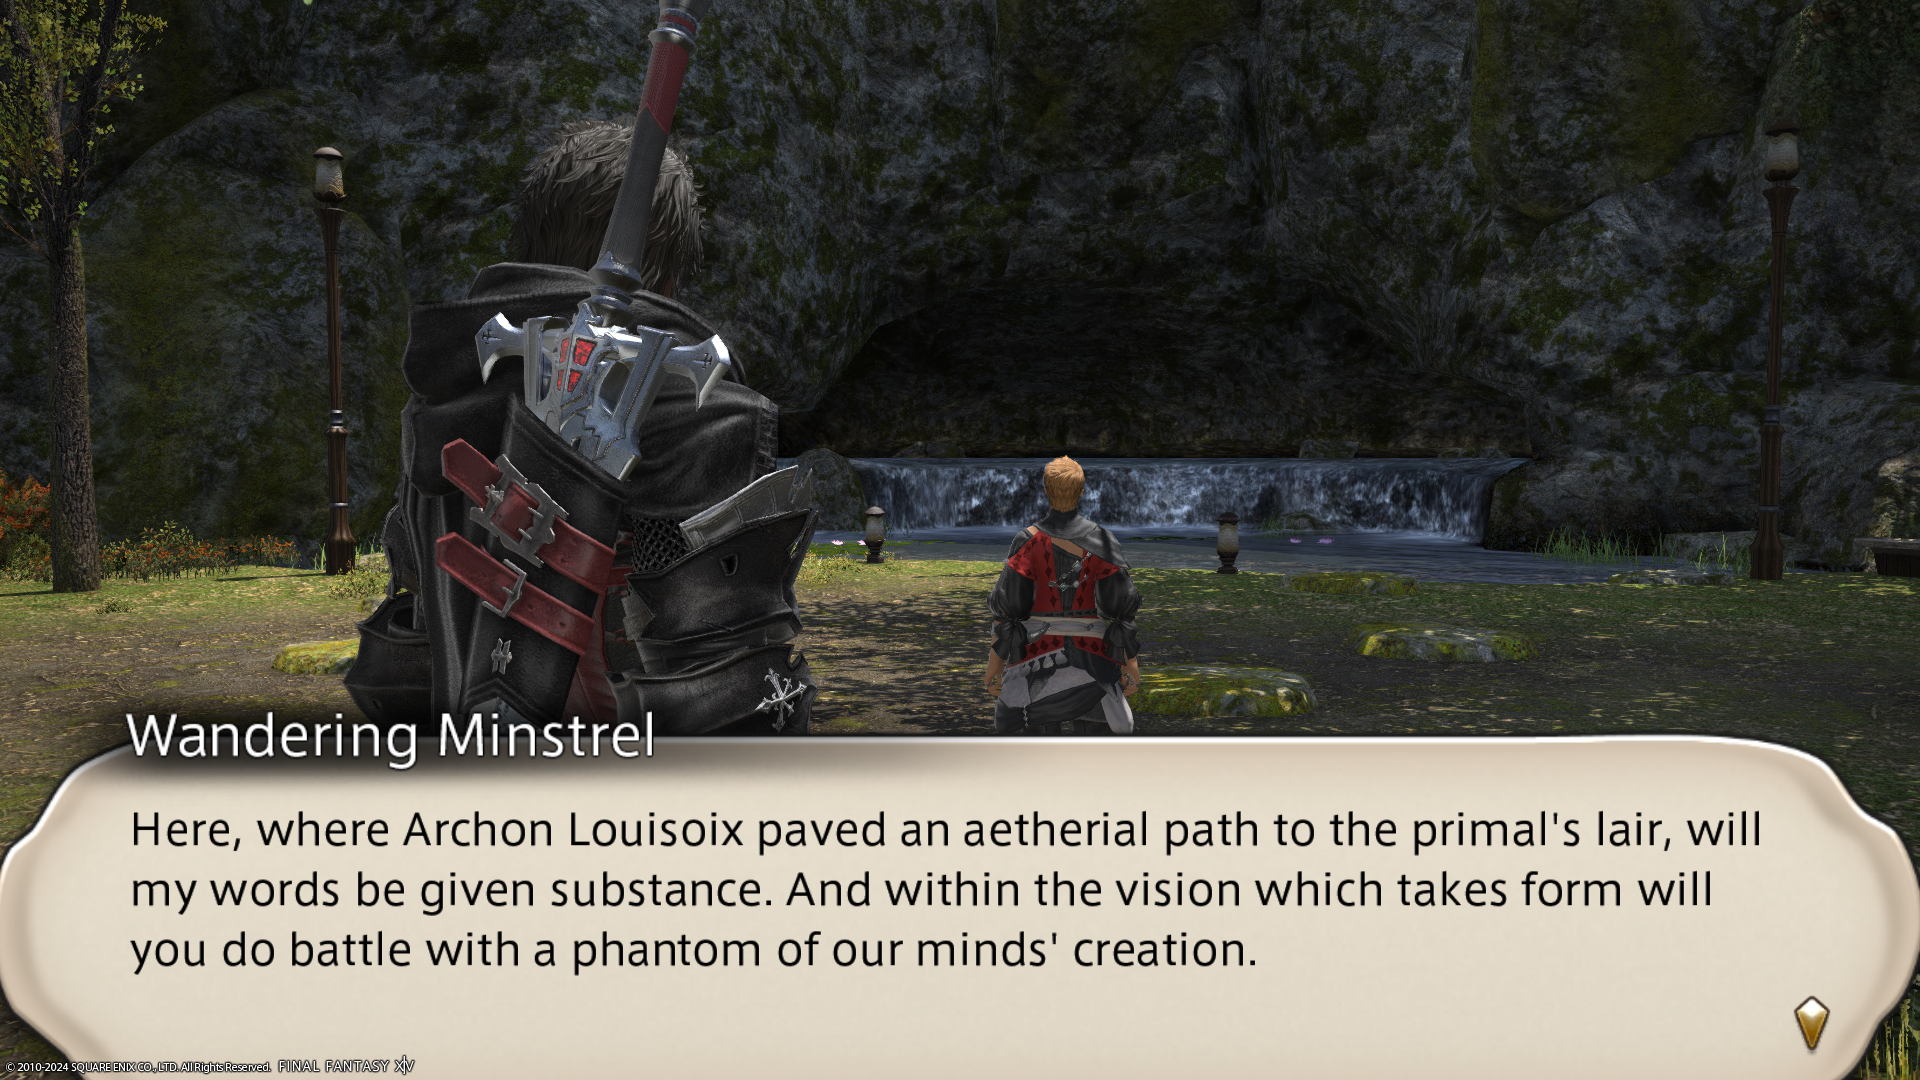 Wandering Minstrel
Here, where Archon Louisoix paved an aetherial path to the primal's lair, will
my words be given substance. And within the vision which takes form will
you do battle with a phantom of our minds' creation.
© 2010-2024 SQUARE ENIX CO., LTD. All Rights Reserved. FINAL FANTASY XIV